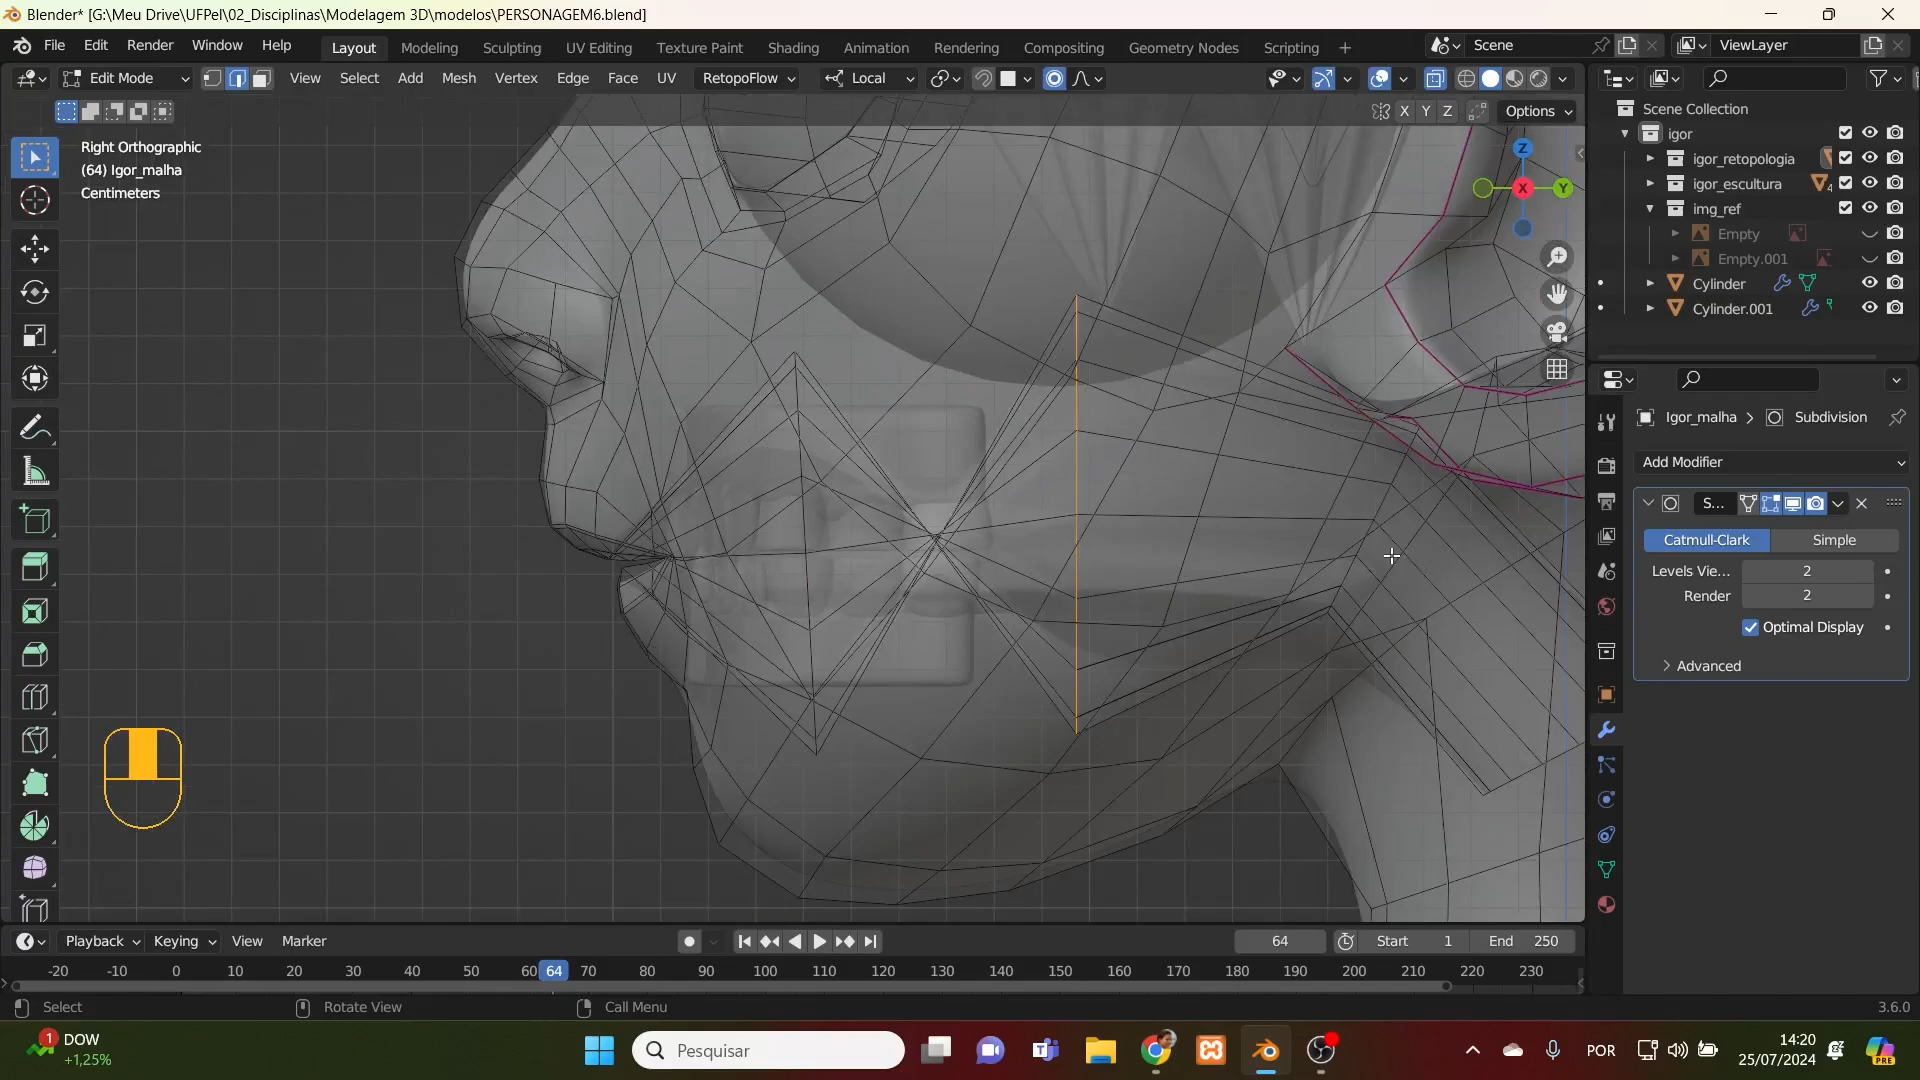 Blender* [G:\Meu Drive\UFPel\02_Disciplinas\Modelagem 3D\modelos\PERSONAGEM6.blend]
File Edit Render Window Help Layout Modeling Sculpting UV Editing Texture Paint Shading Animation Rendering Compositing Geometry Nodes Scripting + Scene ViewLayer
Edit Mode View Select Add Mesh Vertex Edge Face UV RetopoFlow Local
X Y Z Options
Right Orthographic
(64) Igor_malha
Centimeters
Z
X
Y
Scene Collection
igor
igor_retopologia
igor_escultura 4
img_ref
Empty
Empty.001
Cylinder
Cylinder.001
Igor_malha > Subdivision
Add Modifier
S...
Catmull-Clark Simple
Levels Vie... 2
Render 2
Optimal Display
Advanced
Playback Keying View Marker 64 Start 1 End 250
-20 -10 0 10 20 30 40 50 60 64 70 80 90 100 110 120 130 140 150 160 170 180 190 200 210 220 230
Select Rotate View Call Menu 3.6.0
1 DOW
+1,25%
Pesquisar
POR
14:20
25/07/2024
PRE